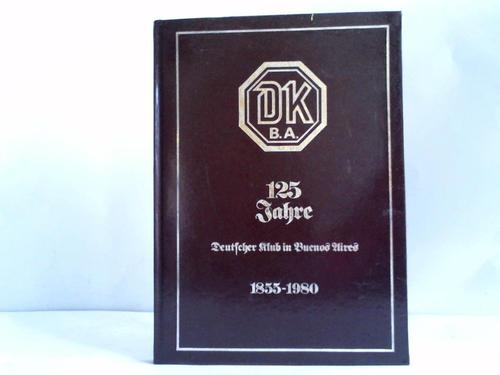 DK
B.A.
125
Jahre
Deutscher Klub in Buenos Aires
1855-1980